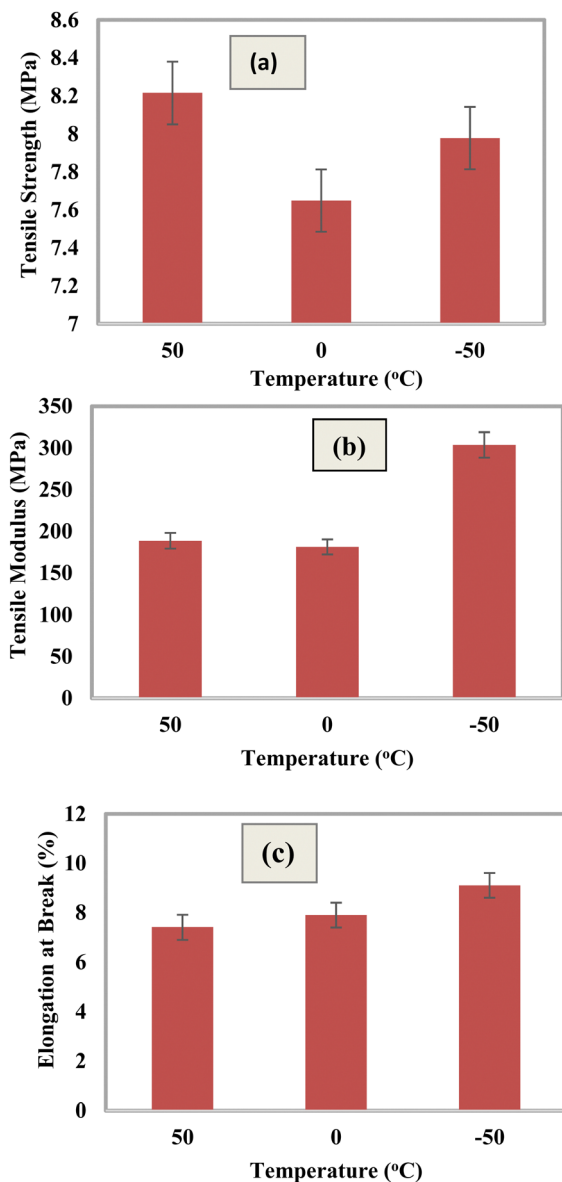 (a)
Tensile Strength (MPa)
8.6
8.4
8.2
8
7.8
7.6
7.4
7.2
7
50 0 -50
Temperature (ºC)
(b)
Tensile Modulus (MPa)
350
300
250
200
150
100
50
0
50 0 -50
Temperature (ºC)
(c)
Elongation at Break (%)
12
10
8
6
4
2
0
50 0 -50
Temperature (ºC)